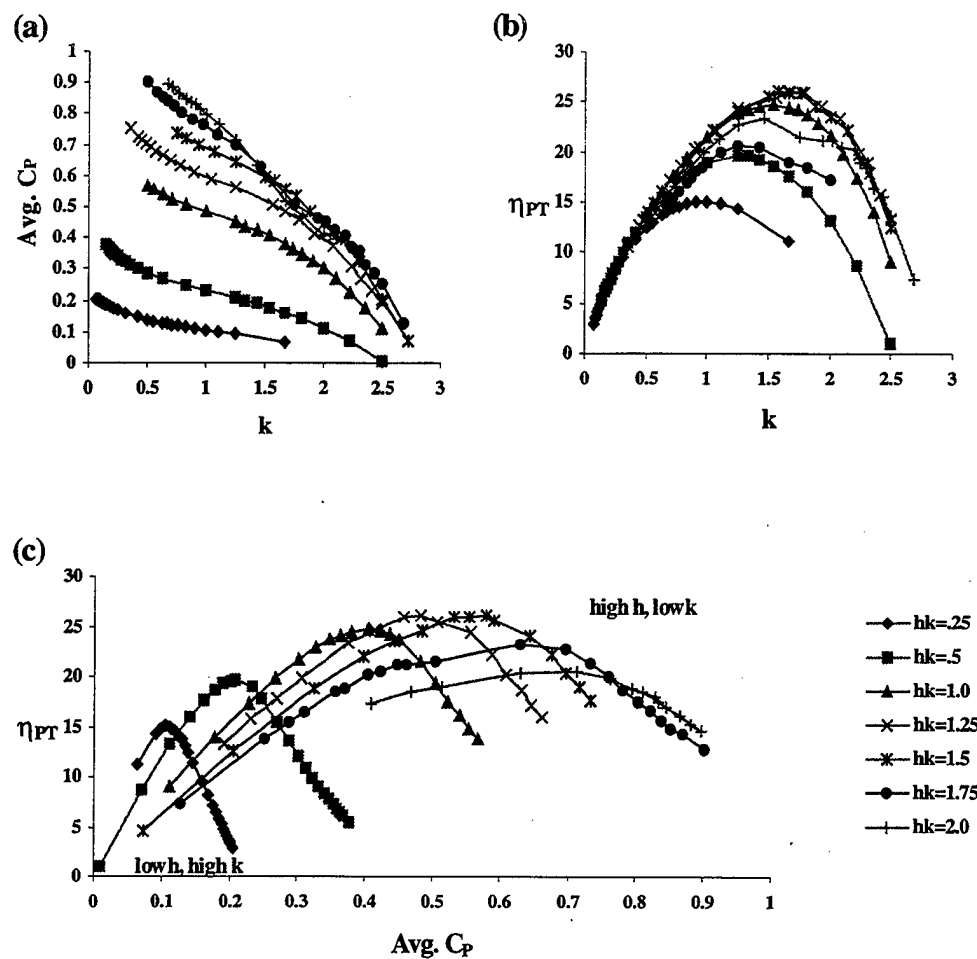 (a)
Avg. CP
1
0.9
0.8
0.7
0.6
0.5
0.4
0.3
0.2
0.1
0
0 0.5 1 1.5 2 2.5 3
k
(b)
ηPT
30
25
20
15
10
5
0
0 0.5 1 1.5 2 2.5 3
k
(c)
ηPT
30
25
20
15
10
5
0
high h, low k
low h, high k
0 0.1 0.2 0.3 0.4 0.5 0.6 0.7 0.8 0.9 1
Avg. CP
hk=.25
hk=.5
hk=1.0
hk=1.25
hk=1.5
hk=1.75
hk=2.0